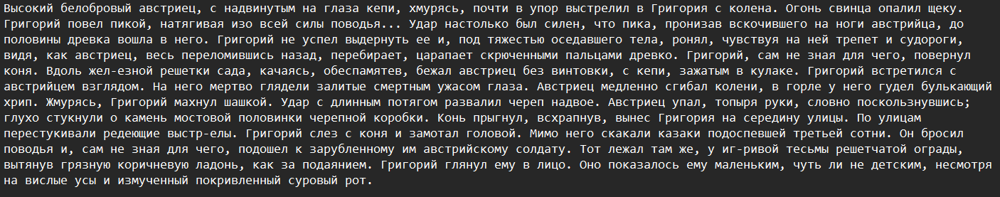 Высокий белобровый австриец, с надвинутым на глаза кепи, хмурясь, почти в упор выстрелил в Григория с колена. Огонь свинца опалил щеку.
Григорий повел пикой, натягивая изо всей силы поводья... Удар настолько был силен, что пика, пронизав вскочившего на ноги австрийца, до
половины древка вошла в него. Григорий не успел выдернуть ее и, под тяжестью оседавшего тела, ронял, чувствуя на ней трепет и судороги,
видя, как австриец, весь переломившись назад, перебирает, царапает скрюченными пальцами древко. Григорий, сам не зная для чего, повернул
коня. Вдоль жел-езной решетки сада, качаясь, обеспамятев, бежал австриец без винтовки, с кепи, зажатым в кулаке. Григорий встретился с
австрийцем взглядом. На него мертво глядели залитые смертным ужасом глаза. Австриец медленно сгибал колени, в горле у него гудел булькающий
хрип. Жмурясь, Григорий махнул шашкой. Удар с длинным потягом развалил череп надвое. Австриец упал, топыря руки, словно поскользнувшись;
глухо стукнули о камень мостовой половинки черепной коробки. Конь прыгнул, всхрапнув, вынес Григория на середину улицы. По улицам
перестукивали редеющие выстр-елы. Григорий слез с коня и замотал головой. Мимо него скакали казаки подоспевшей третьей сотни. Он бросил
поводья и, сам не зная для чего, подошел к зарубленному им австрийскому солдату. Тот лежал там же, у иг-ривой тесьмы решетчатой ограды,
вытянув грязную коричневую ладонь, как за подаянием. Григорий глянул ему в лицо. Оно показалось ему маленьким, чуть ли не детским, несмотря
на вислые усы и измученный покривленный суровый рот.